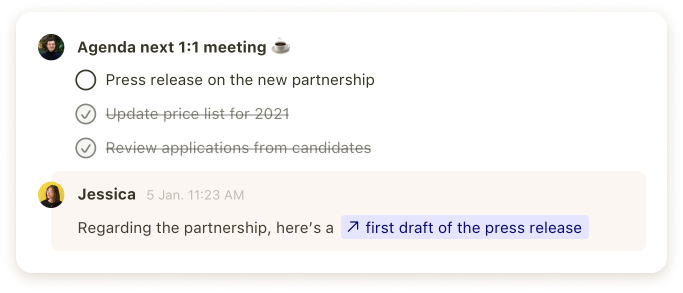 Agenda next 1:1 meeting ☕
Press release on the new partnership
Update price list for 2021
Review applications from candidates
Jessica 5 Jan. 11:23 AM
Regarding the partnership, here's a ↗ first draft of the press release